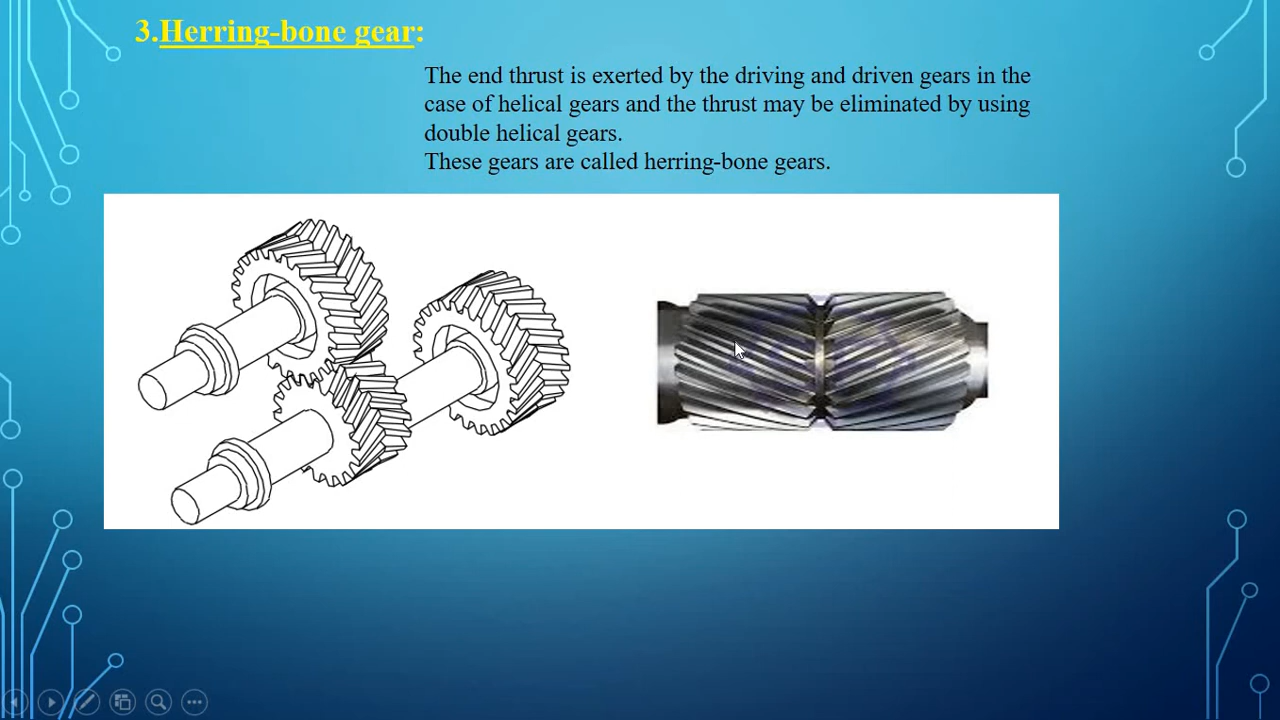 3.Herring-bone gear:
The end thrust is exerted by the driving and driven gears in the
case of helical gears and the thrust may be eliminated by using
double helical gears.
These gears are called herring-bone gears.